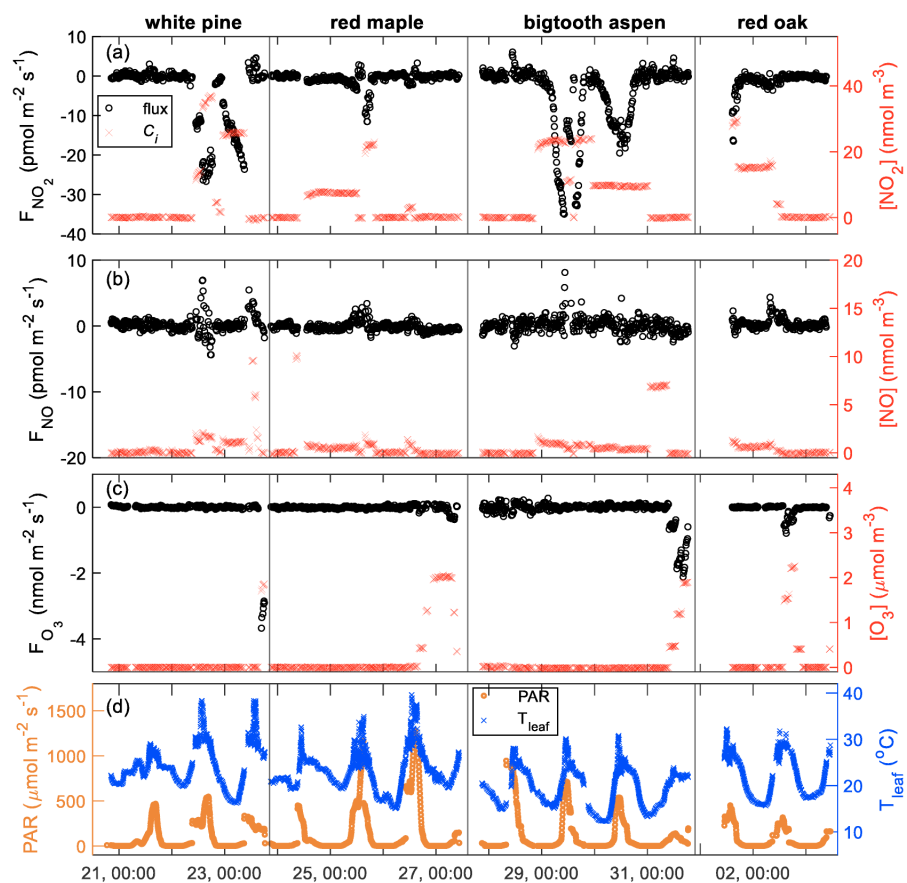 white pine red maple bigtooth aspen red oak
(a)
10
0
-10
-20
-30
-40
F_NO2 (pmol m^-2 s^-1)
flux
C_i
40
20
0
[NO2] (nmol m^-3)
(b)
10
0
-10
-20
F_NO (pmol m^-2 s^-1)
20
15
10
5
0
[NO] (nmol m^-3)
(c)
0
-2
-4
F_O3 (nmol m^-2 s^-1)
4
3
2
1
0
[O3] (μmol m^-3)
(d)
1500
1000
500
0
PAR (μmol m^-2 s^-1)
PAR
T_leaf
40
30
20
10
T_leaf (°C)
21, 00:00 23, 00:00 25, 00:00 27, 00:00 29, 00:00 31, 00:00 02, 00:00